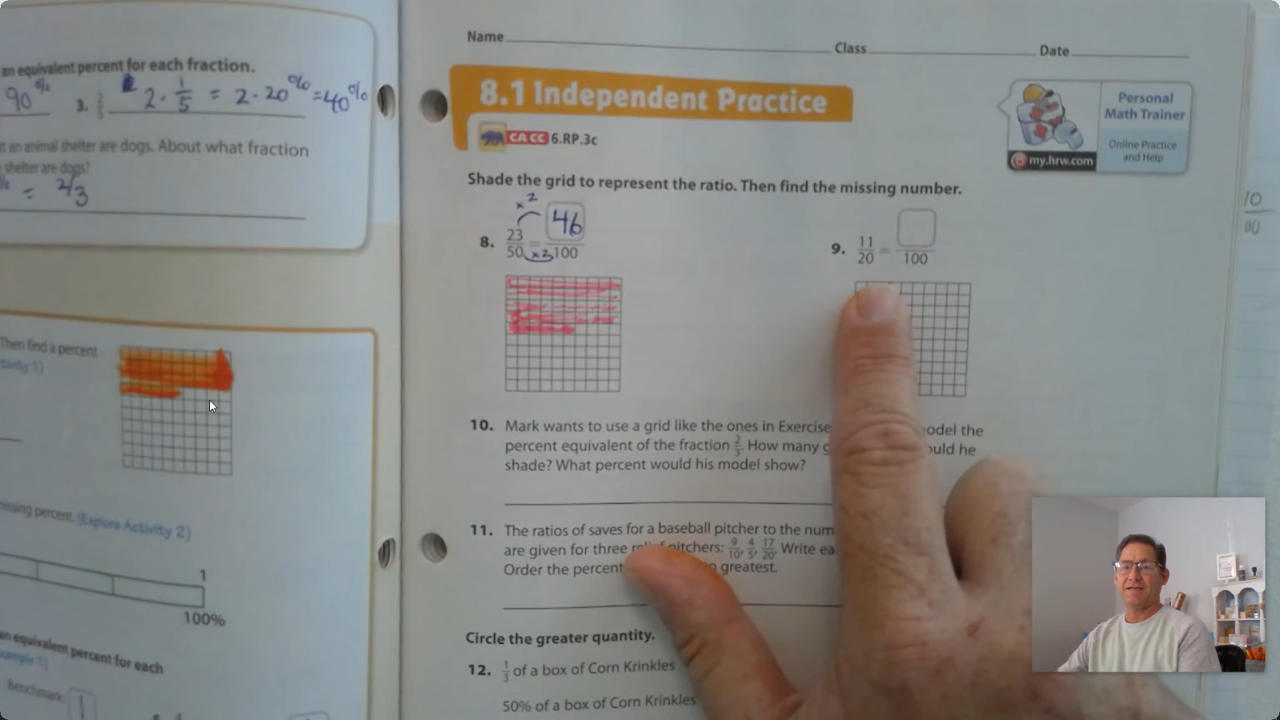 an equivalent percent for each fraction.
90%
3. 2/5 2 · 1/5 = 2 · 20% = 40%
t an animal shelter are dogs. About what fraction
shelter are dogs?
% = 2/3
Then find a percent
1
100%
missing percent. (Explore Activity 2)
an equivalent percent for each
Benchmark:
Name
Class
Date
8.1 Independent Practice
CA CC 6.RP.3c
Personal
Math Trainer
Online Practice
and Help
my.hrw.com
Shade the grid to represent the ratio. Then find the missing number.
×2
8. 23/50 = 46/100
×2
9. 11/20 = /100
10. Mark wants to use a grid like the ones in Exercise odel the
percent equivalent of the fraction 2/3. How many g uld he
shade? What percent would his model show?
11. The ratios of saves for a baseball pitcher to the num
are given for three relief pitchers: 9/10, 4/5, 17/20. Write ea
Order the percent greatest.
Circle the greater quantity.
12. 1/3 of a box of Corn Krinkles
50% of a box of Corn Krinkles